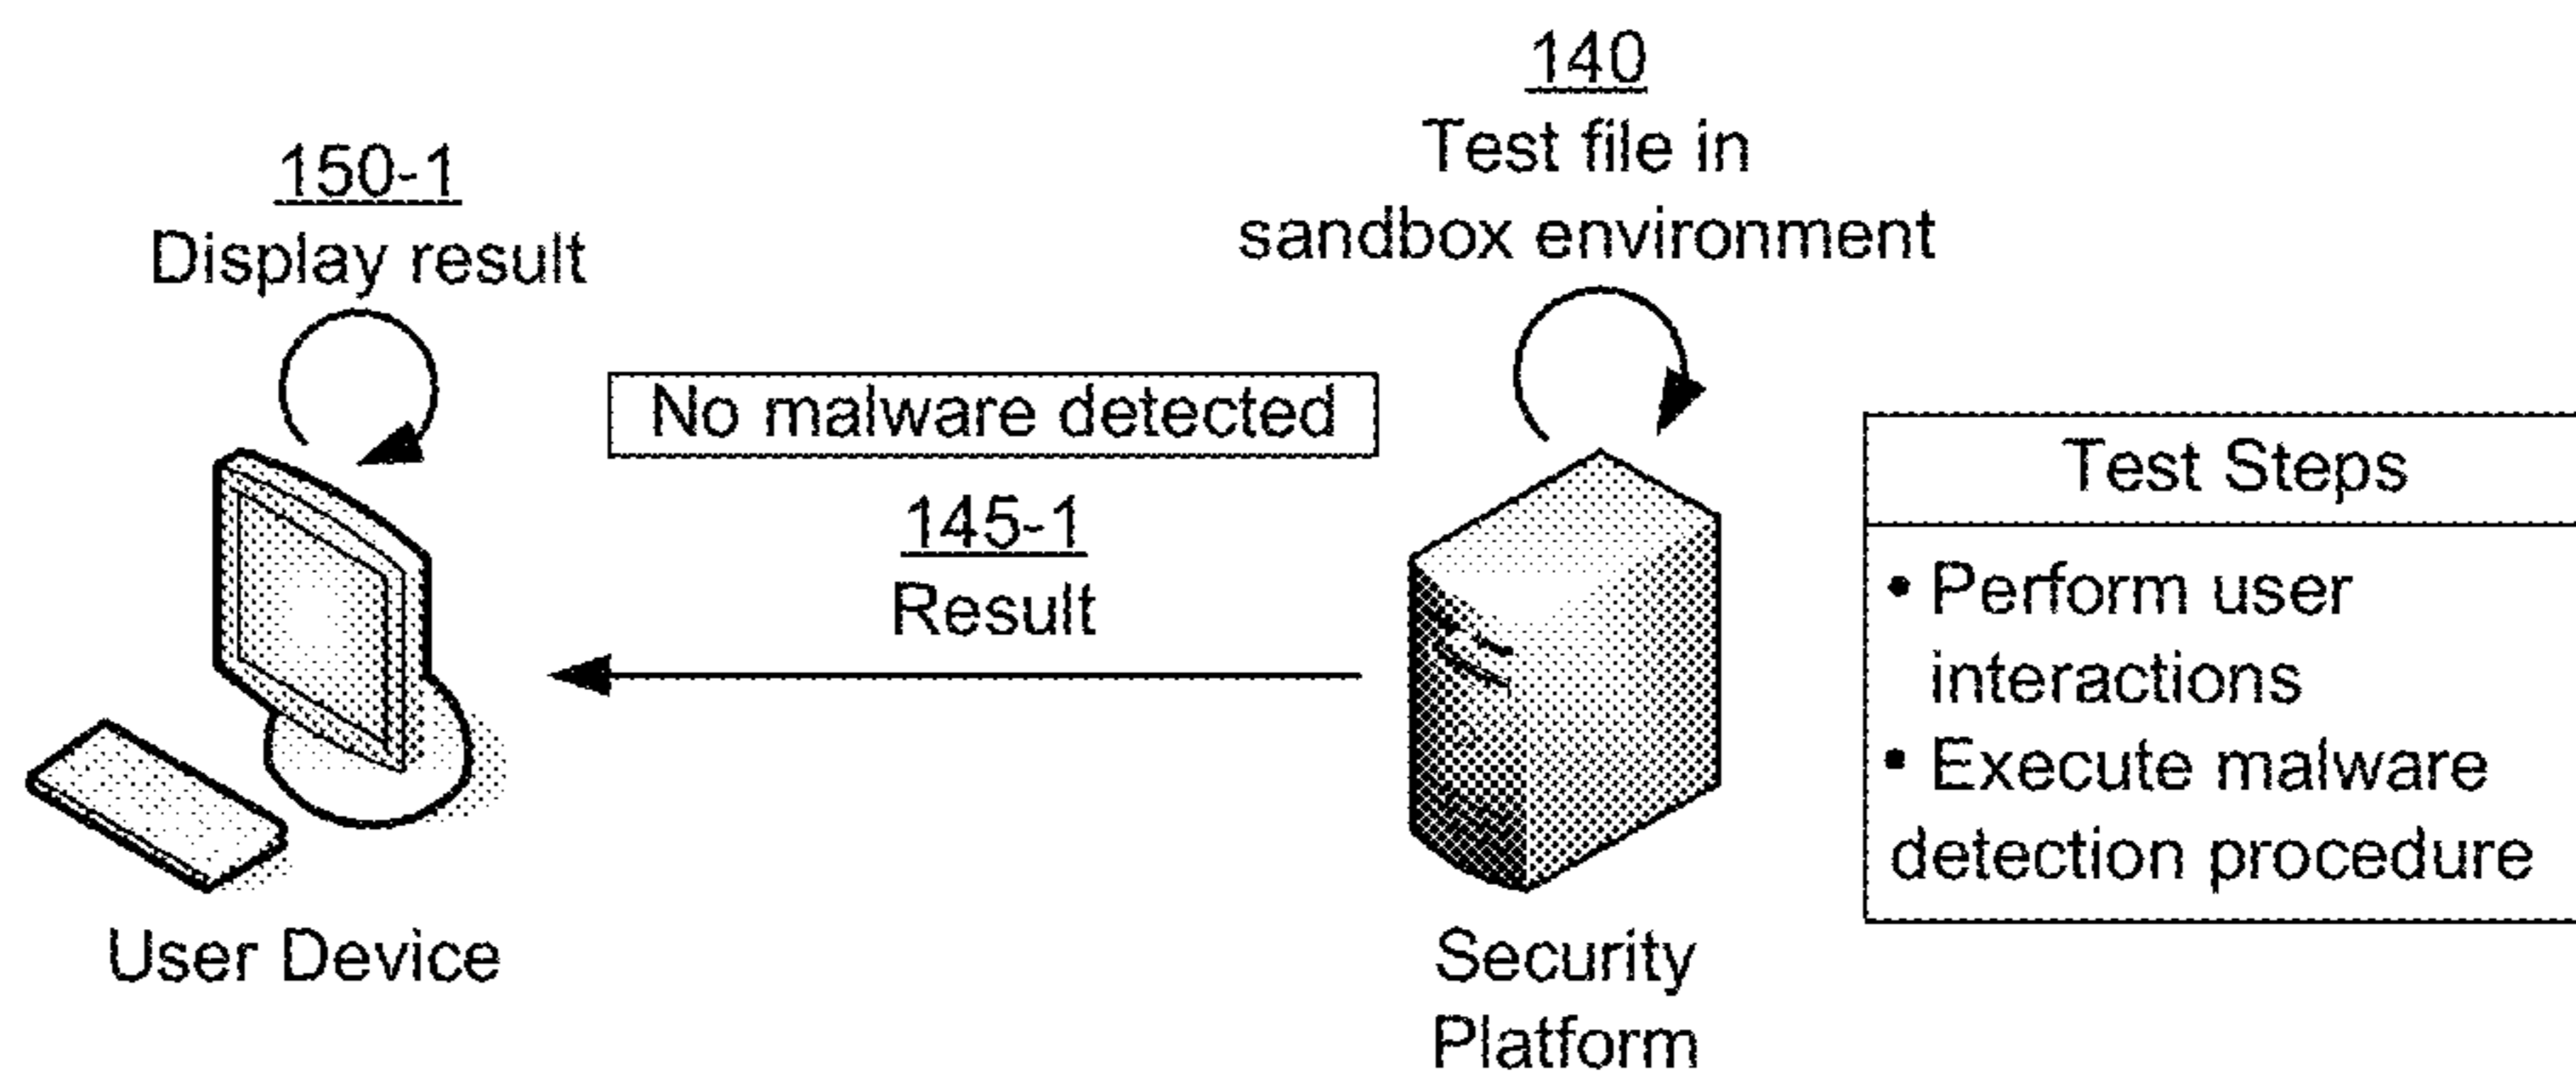 140
Test file in
sandbox environment
150-1
Display result
No malware detected
145-1
Result
Test Steps
• Perform user
interactions
• Execute malware
detection procedure
User Device
Security
Platform